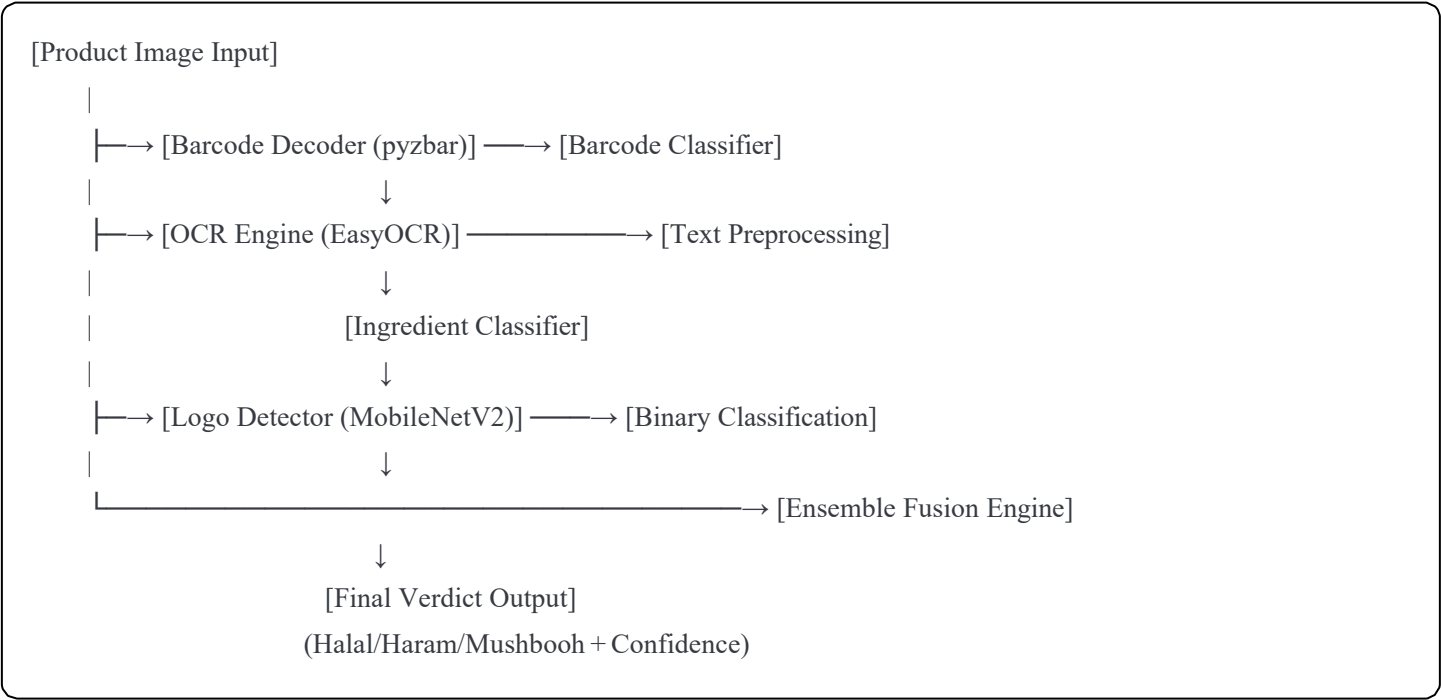 [Product Image Input]
|
├──→ [Barcode Decoder (pyzbar)] ──→ [Barcode Classifier]
| ↓
├──→ [OCR Engine (EasyOCR)] ────────→ [Text Preprocessing]
| ↓
| [Ingredient Classifier]
| ↓
├──→ [Logo Detector (MobileNetV2)] ───→ [Binary Classification]
| ↓
└────────────────────────────────→ [Ensemble Fusion Engine]
↓
[Final Verdict Output]
(Halal/Haram/Mushbooh + Confidence)